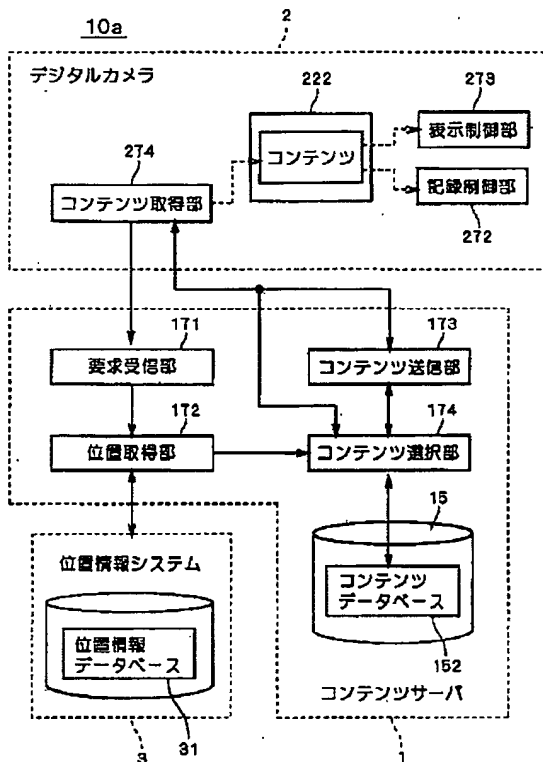 10a
2
デジタルカメラ
222
273
コンテンツ
表示制御部
274
コンテンツ取得部
記録制御部
272
171
173
要求受信部
コンテンツ送信部
172
174
位置取得部
コンテンツ選択部
15
位置情報システム
コンテンツ
データベース
位置情報
データベース
152
コンテンツサーバ
3
31
1